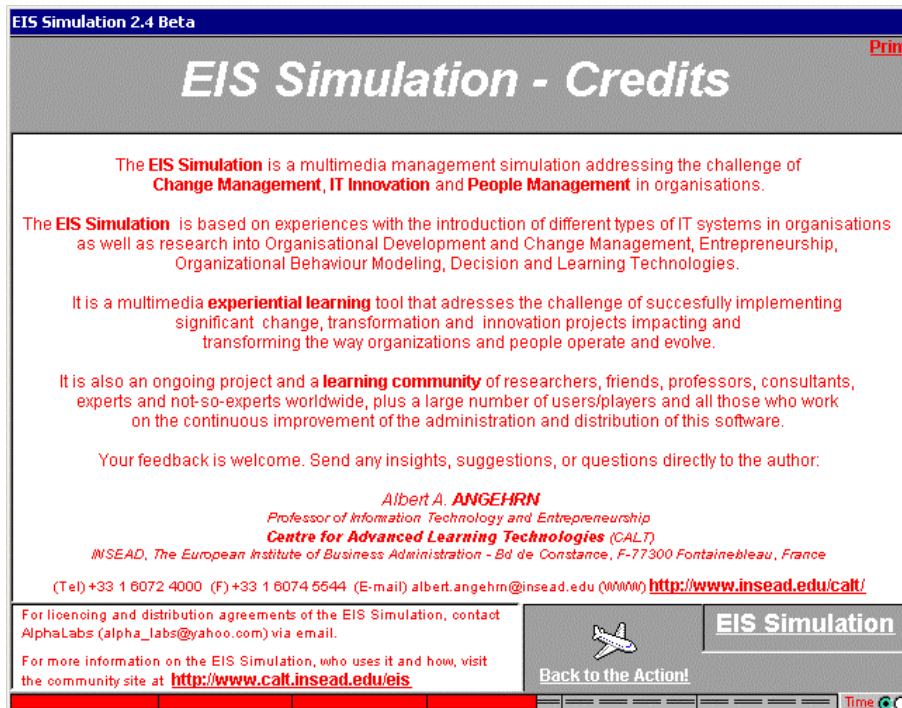 EIS Simulation 2.4 Beta
Prin
EIS Simulation - Credits
The EIS Simulation is a multimedia management simulation addressing the challenge of
Change Management, IT Innovation and People Management in organisations.
The EIS Simulation is based on experiences with the introduction of different types of IT systems in organisations
as well as research into Organisational Development and Change Management, Entrepreneurship,
Organizational Behaviour Modeling, Decision and Learning Technologies.
It is a multimedia experiential learning tool that adresses the challenge of succesfully implementing
significant change, transformation and innovation projects impacting and
transforming the way organizations and people operate and evolve.
It is also an ongoing project and a learning community of researchers, friends, professors, consultants,
experts and not-so-experts worldwide, plus a large number of users/players and all those who work
on the continuous improvement of the administration and distribution of this software.
Your feedback is welcome. Send any insights, suggestions, or questions directly to the author:
Albert A. ANGEHRN
Professor of Information Technology and Entrepreneurship
Centre for Advanced Learning Technologies (CALT)
INSEAD, The European Institute of Business Administration - Bd de Constance, F-77300 Fontainebleau, France
(Tel) +33 1 6072 4000 (F) +33 1 6074 5544 (E-mail) albert.angehrn@insead.edu (WWW) http://www.insead.edu/calt/
For licencing and distribution agreements of the EIS Simulation, contact
AlphaLabs (alpha_labs@yahoo.com) via email.
For more information on the EIS Simulation, who uses it and how, visit
the community site at http://www.calt.insead.edu/eis
Back to the Action!
EIS Simulation
Time